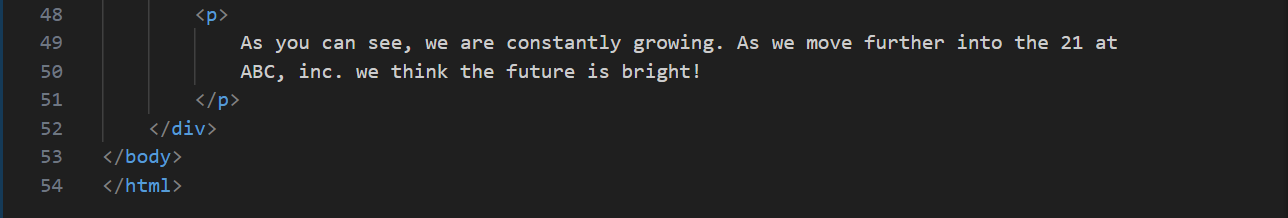 48 <p>
49 As you can see, we are constantly growing. As we move further into the 21 at
50 ABC, inc. we think the future is bright!
51 </p>
52 </div>
53 </body>
54 </html>